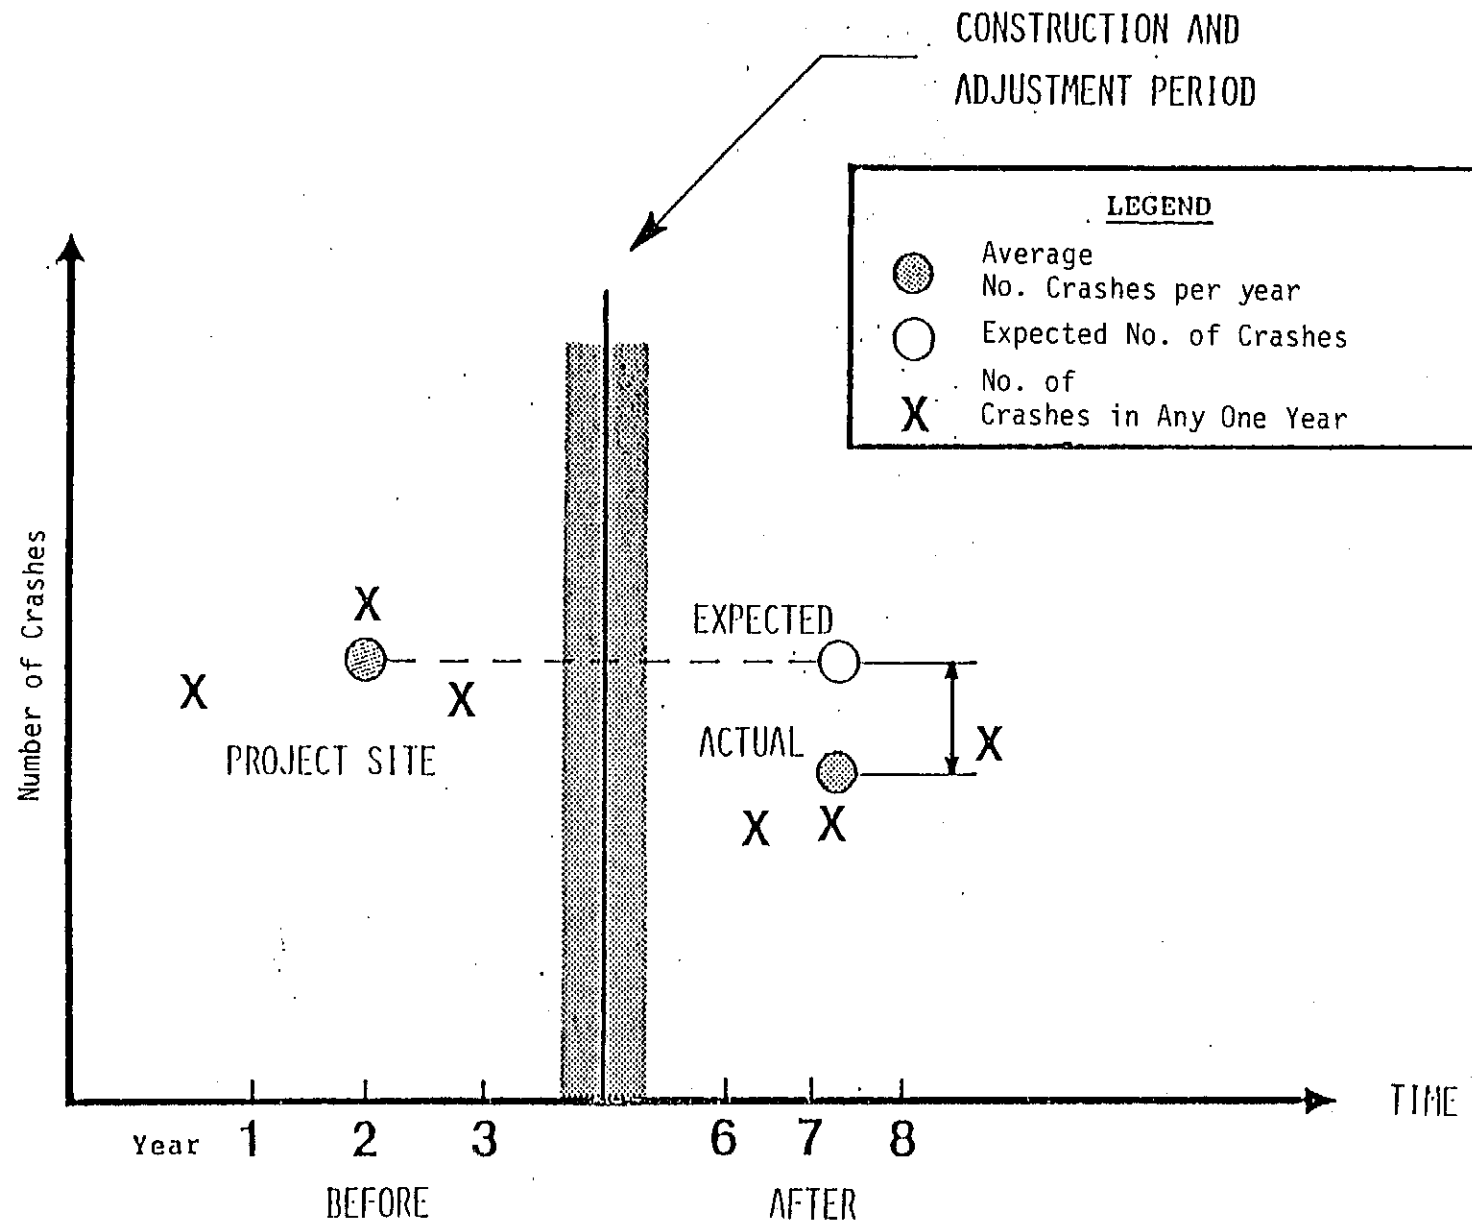 CONSTRUCTION AND
ADJUSTMENT PERIOD
LEGEND
Average
No. Crashes per year
Expected No. of Crashes
No. of
X Crashes in Any One Year
Number of Crashes
X
EXPECTED
X
X
PROJECT SITE
ACTUAL
X
X
X
TIME
Year 1 2 3 6 7 8
BEFORE AFTER